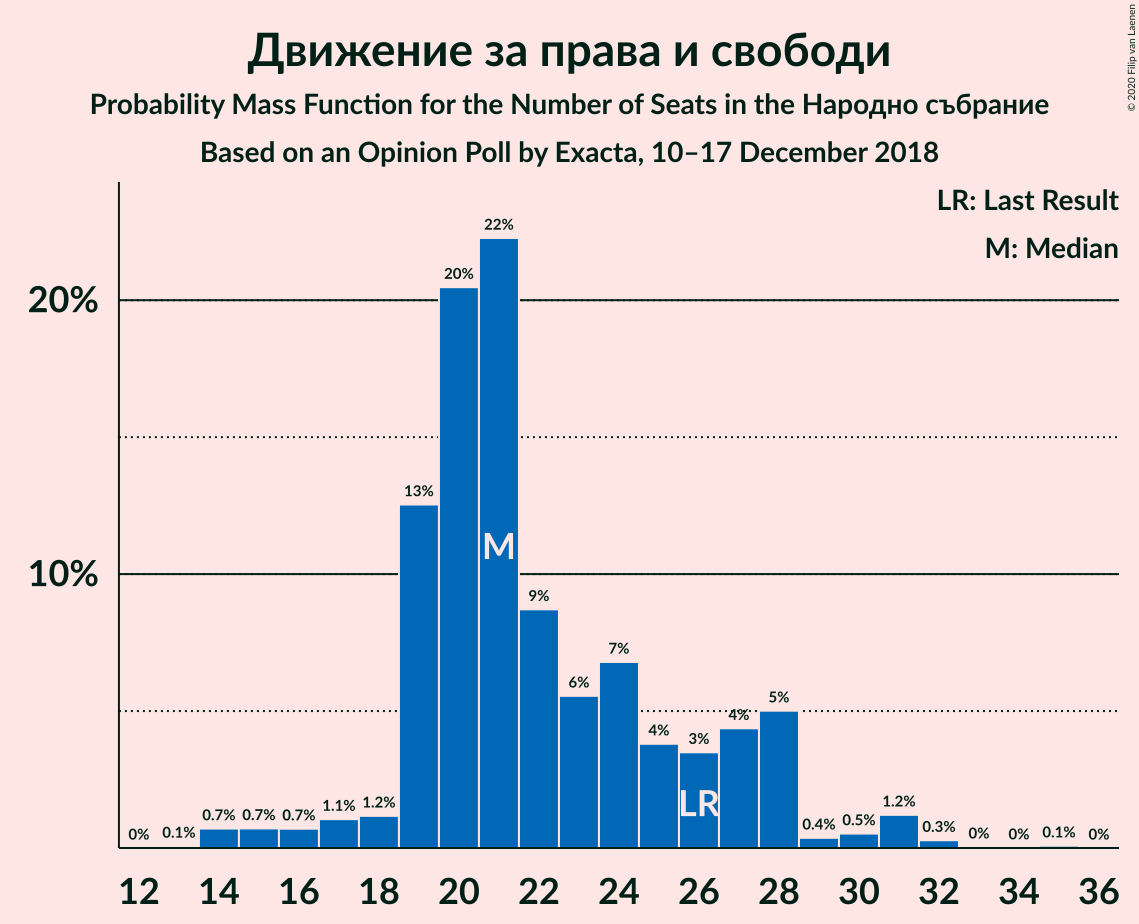 Движение за права и свободи
Probability Mass Function for the Number of Seats in the Народно събрание
Based on an Opinion Poll by Exacta, 10–17 December 2018
© 2020 Filip van Laenen
LR: Last Result
M: Median
20%
10%
0% 0.1% 0.7% 0.7% 0.7% 1.1% 1.2% 13% 20% 22% 9% 6% 7% 4% 3% 4% 5% 0.4% 0.5% 1.2% 0.3% 0% 0% 0.1% 0%
M
LR
12 14 16 18 20 22 24 26 28 30 32 34 36